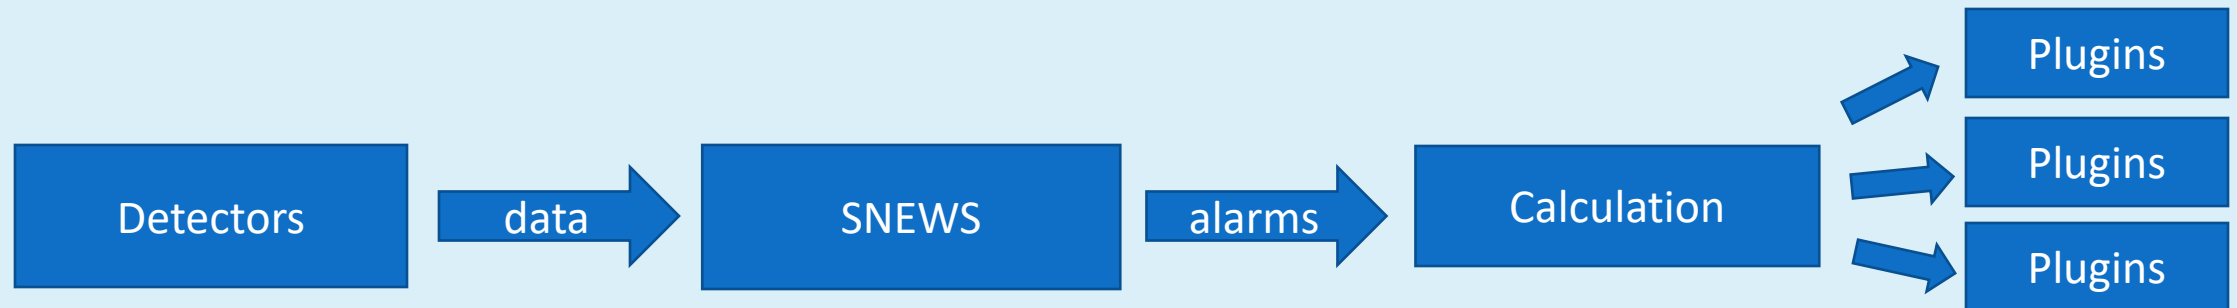 Detectors
data
SNEWS
alarms
Calculation
Plugins
Plugins
Plugins